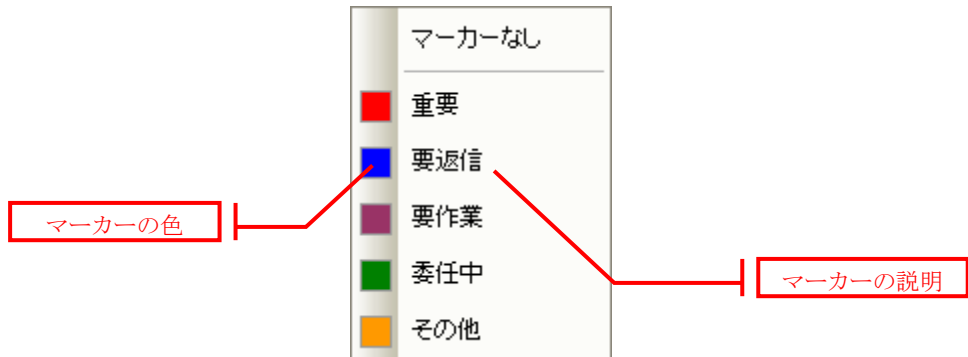 マーカーなし
重要
要返信
要作業
マーカーの色
委任中
マーカーの説明
その他